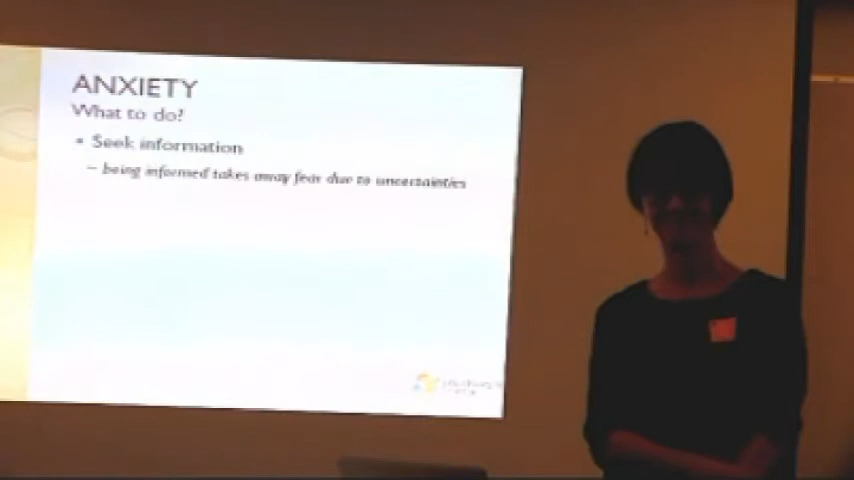 ANXIETY
What to do?
• Seek information
– being informed takes away fear due to uncertainties